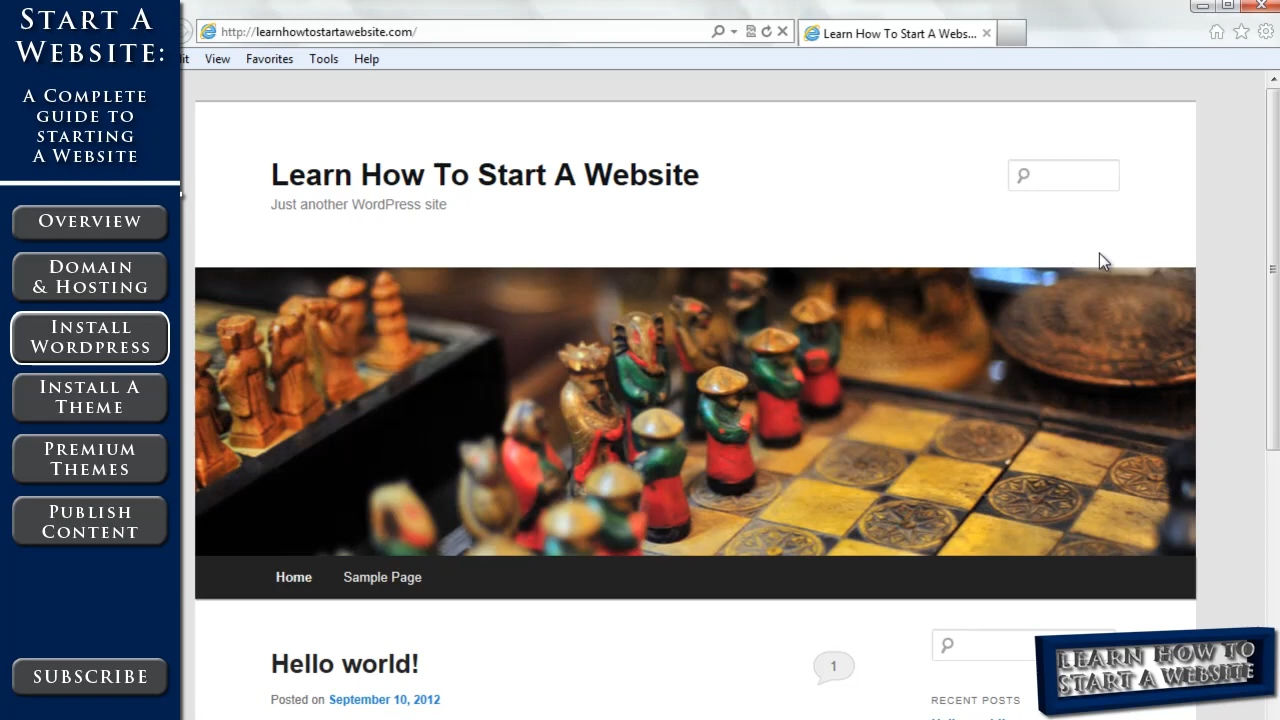 START A
WEBSITE:
A COMPLETE
GUIDE TO
STARTING
A WEBSITE
OVERVIEW
DOMAIN
& HOSTING
INSTALL
WORDPRESS
INSTALL A
THEME
PREMIUM
THEMES
PUBLISH
CONTENT
SUBSCRIBE
http://learnhowtostartawebsite.com/
Learn How To Start A Webs...
View Favorites Tools Help
Learn How To Start A Website
Just another WordPress site
Home Sample Page
Hello world!
1
Posted on September 10, 2012
RECENT POSTS
LEARN HOW TO
START A WEBSITE